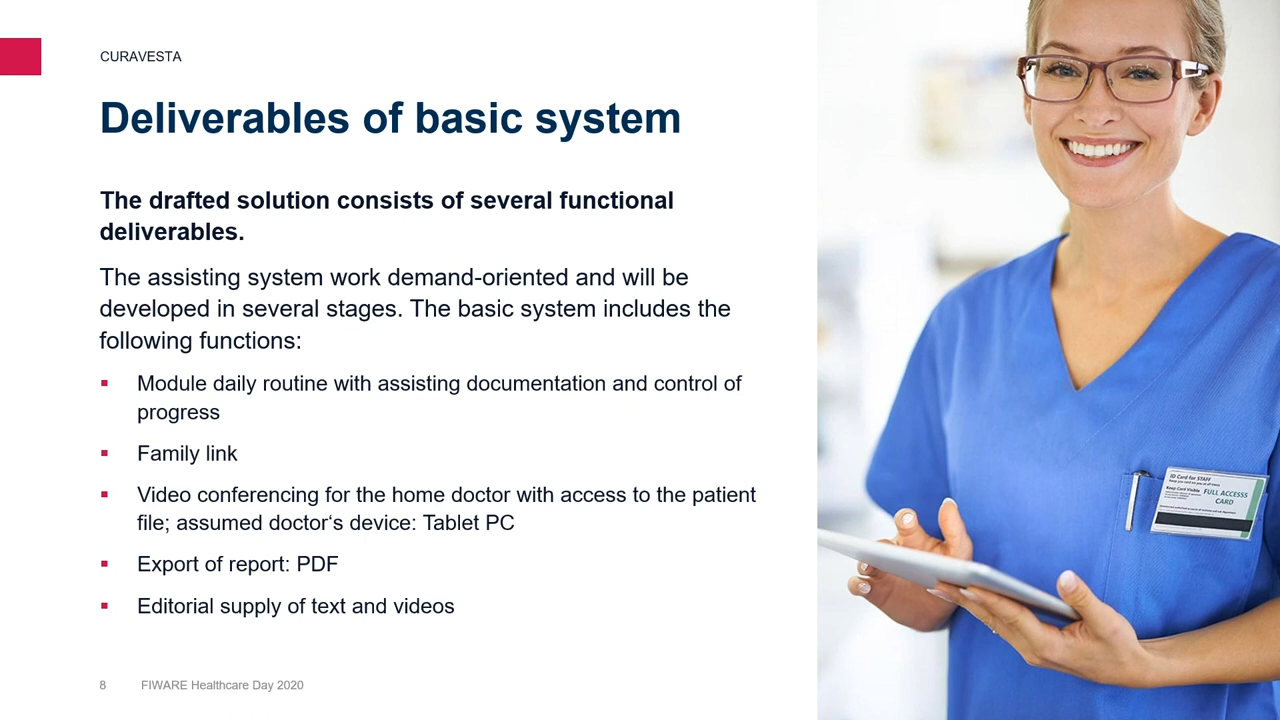 CURAVESTA
Deliverables of basic system
The drafted solution consists of several functional
deliverables.
The assisting system work demand-oriented and will be
developed in several stages. The basic system includes the
following functions:
▪ Module daily routine with assisting documentation and control of
progress
▪ Family link
▪ Video conferencing for the home doctor with access to the patient
file; assumed doctor‘s device: Tablet PC
▪ Export of report: PDF
▪ Editorial supply of text and videos
8 FIWARE Healthcare Day 2020
ID Card for STAFF
Keep Card Visible
FULL ACCESSS
CARD